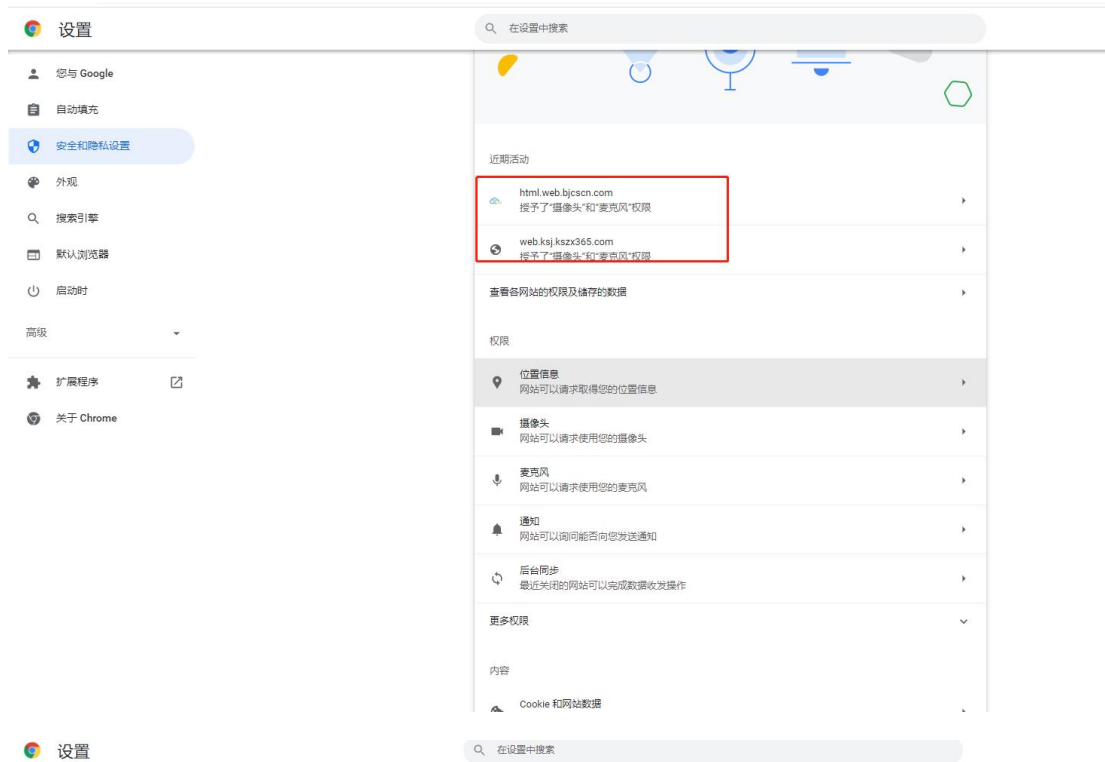 设置
在设置中搜索
您与 Google
自动填充
安全和隐私设置
外观
搜索引擎
默认浏览器
启动时
高级
扩展程序
关于 Chrome
近期活动
html.web.bjcscn.com
授予了“摄像头”和“麦克风”权限
web.ksj.kszx365.com
授予了“摄像头”和“麦克风”权限
查看各网站的权限及储存的数据
权限
位置信息
网站可以请求取得您的位置信息
摄像头
网站可以请求使用您的摄像头
麦克风
网站可以请求使用您的麦克风
通知
网站可以询问能否向您发送通知
后台同步
最近关闭的网站可以完成数据收发操作
更多权限
内容
Cookie 和网站数据
设置
在设置中搜索